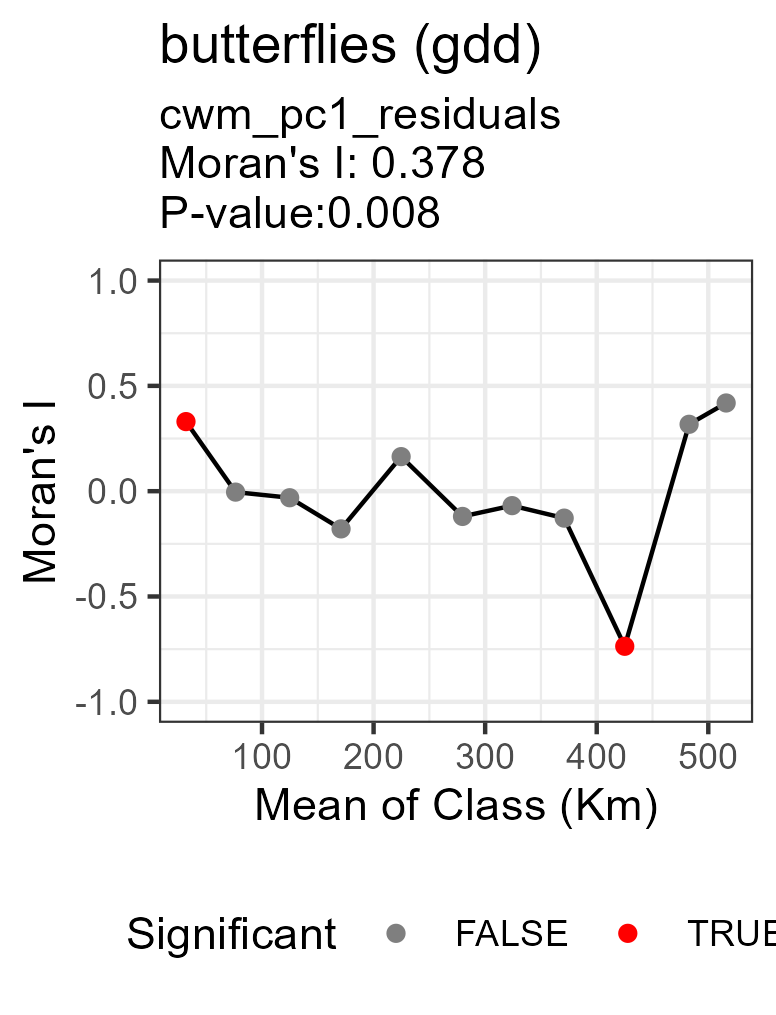 butterflies (gdd)
cwm_pc1_residuals
Moran's I: 0.378
P-value:0.008
Moran's I
1.0
0.5
0.0
-0.5
-1.0
100 200 300 400 500
Mean of Class (Km)
Significant FALSE TRUE